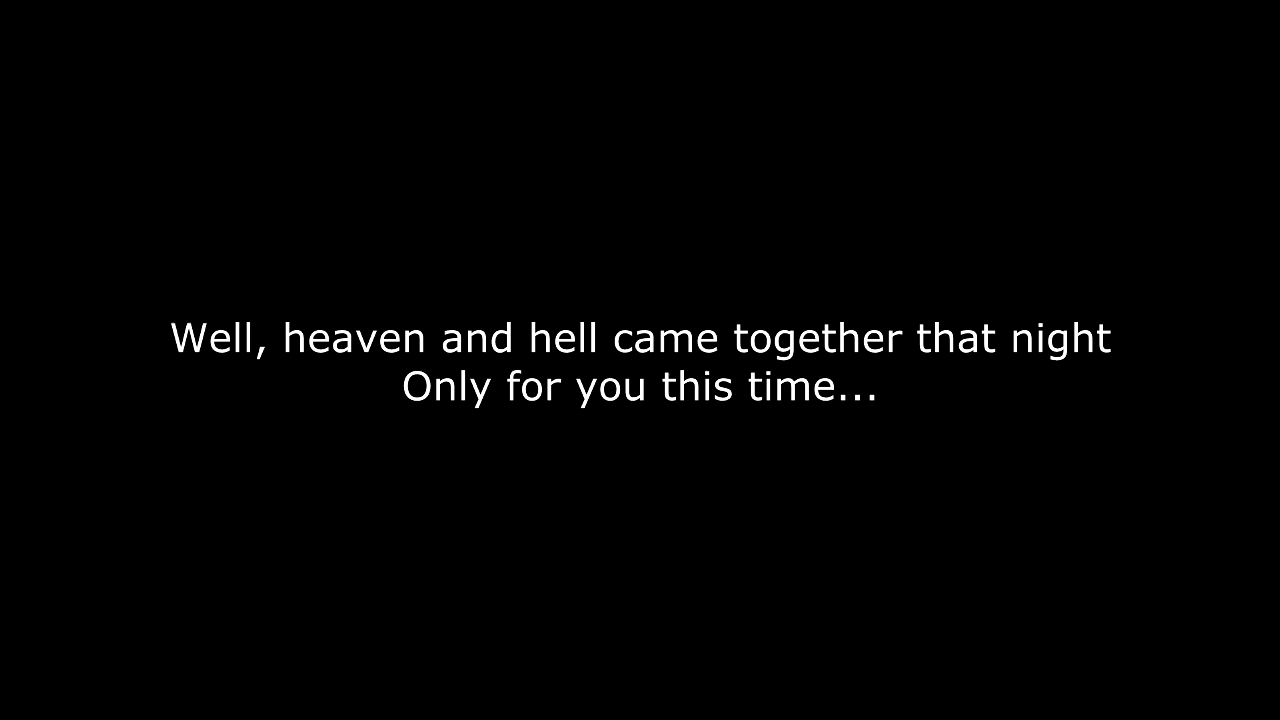 Well, heaven and hell came together that night
Only for you this time...